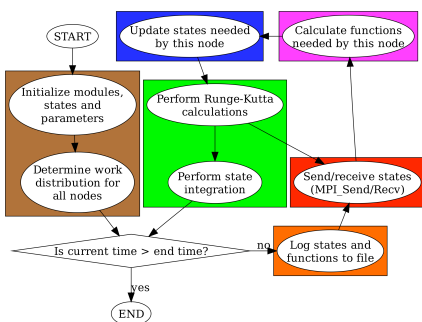 START
Update states needed
by this node
Calculate functions
needed by this node
Initialize modules,
states and
parameters
Perform Runge-Kutta
calculations
Determine work
distribution for
all nodes
Perform state
integration
Send/receive states
(MPI_Send/Recv)
Is current time > end time?
no
Log states and
functions to file
yes
END